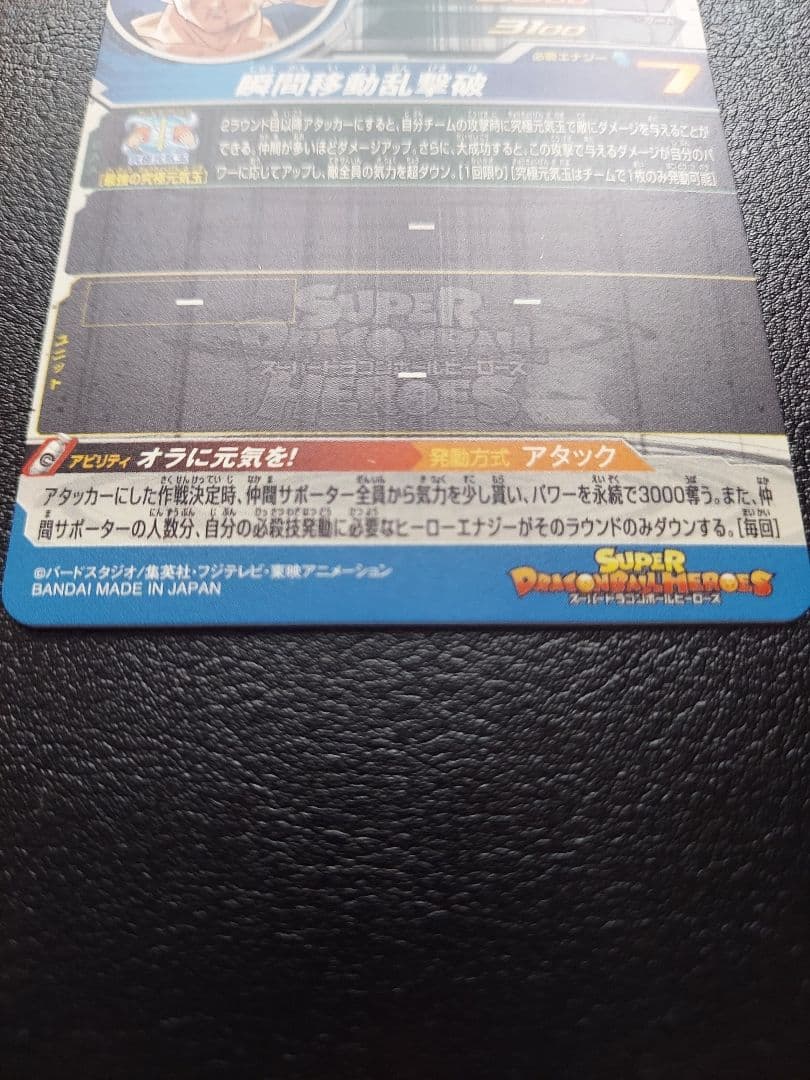 3100
必要エナジー
7
瞬間移動乱撃破
2ラウンド目以降アタッカーにすると、自分チームの攻撃時に究極元気玉で敵にダメージを与えることが
できる。仲間が多いほどダメージアップ。さらに、大成功すると、この攻撃で与えるダメージが自分のパ
[最強の究極元気玉] ワーに応じてアップし、敵全員の気力を超ダウン。[1回限り][究極元気玉はチームで1枚のみ発動可能]
ー
ー ー
ー
ユニット
SUPER
DRAGON BALL
スーパードラゴンボールヒーローズ
HEROES
アビリティ オラに元気を! 発動方式 アタック
アタッカーにした作戦決定時、仲間サポーター全員から気力を少し貰い、パワーを永続で3000奪う。また、仲
間サポーターの人数分、自分の必殺技発動に必要なヒーローエナジーがそのラウンドのみダウンする。[毎回]
©バードスタジオ/集英社・フジテレビ・東映アニメーション
BANDAI MADE IN JAPAN
SUPER
DRAGONBALL HEROES
スーパードラゴンボールヒーローズ